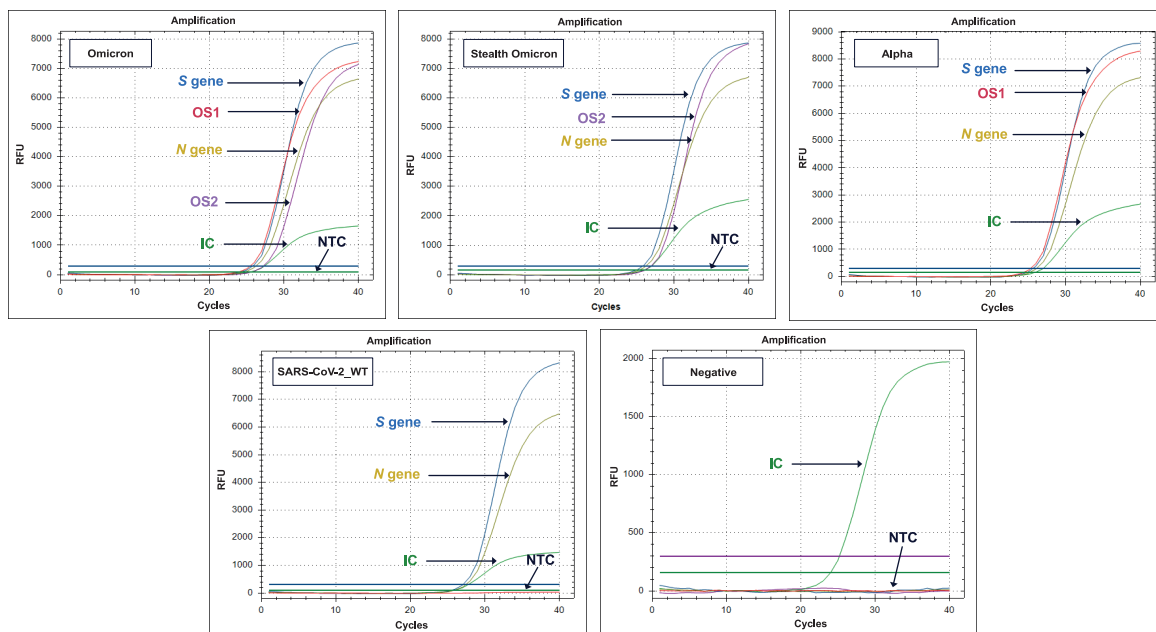 Amplification
Omicron
8000
7000
6000
5000
4000
3000
2000
1000
0
RFU
S gene
OS1
N gene
OS2
IC
NTC
0
10
20
30
40
Cycles
Amplification
Stealth Omicron
8000
7000
6000
5000
4000
3000
2000
1000
0
RFU
S gene
OS2
N gene
IC
NTC
0
10
20
30
40
Cycles
Amplification
Alpha
9000
8000
7000
6000
5000
4000
3000
2000
1000
0
RFU
S gene
OS1
N gene
IC
0
10
20
30
40
Cycles
Amplification
SARS-CoV-2_WT
8000
7000
6000
5000
4000
3000
2000
1000
0
RFU
S gene
N gene
IC
NTC
0
10
20
30
40
Cycles
Amplification
Negative
2000
1500
1000
500
0
RFU
IC
NTC
0
10
20
30
40
Cycles